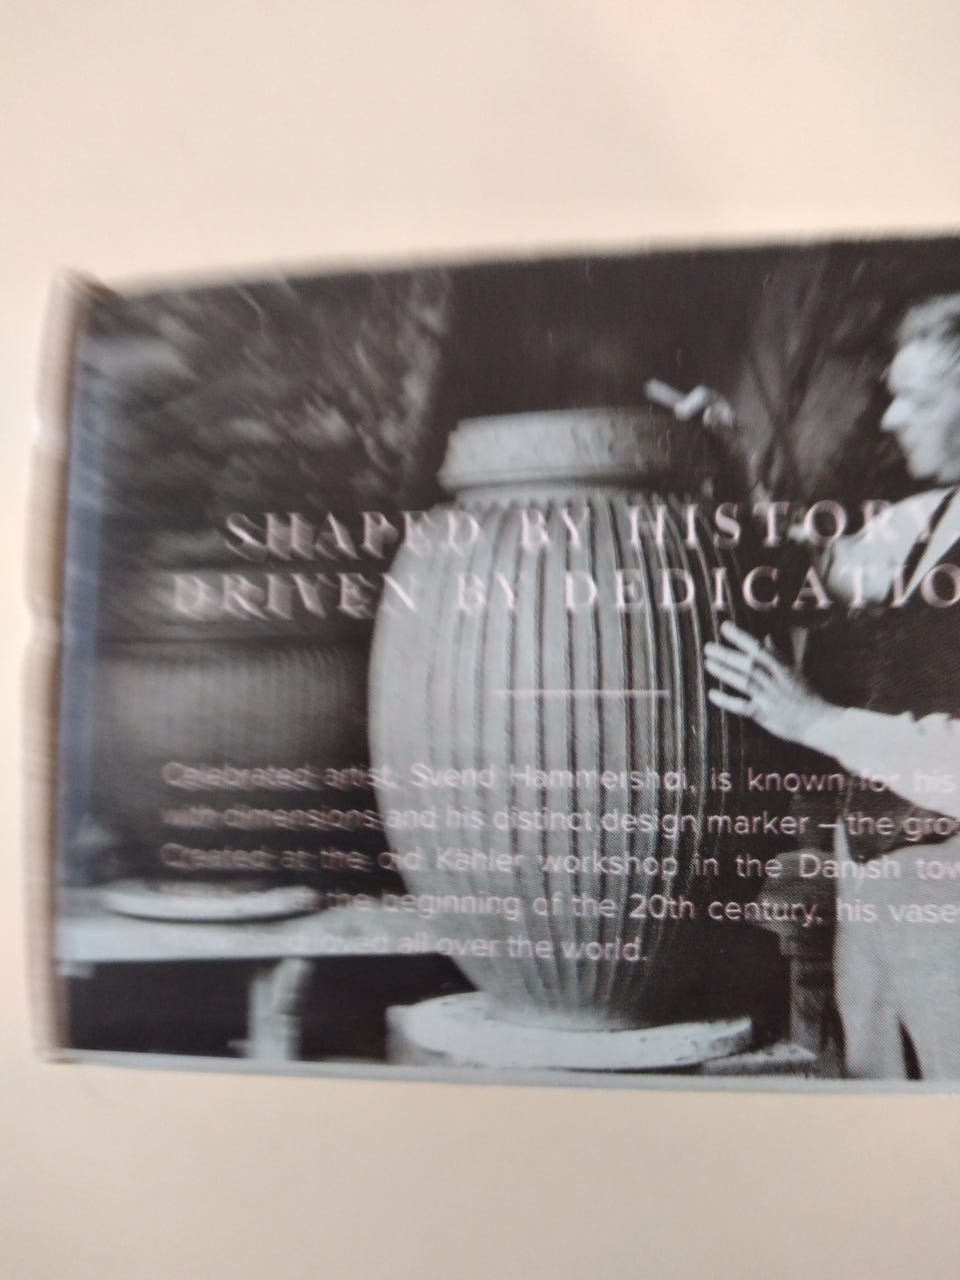 SHAPED BY HISTORY
DRIVEN BY DEDICATIO
Celebrated artist, Svend Hammershøi, is known for his
with dimensions and his distinct design marker – the gro
Created at the old Kähler workshop in the Danish tow
the beginning of the 20th century, his vase
loved all over the world.